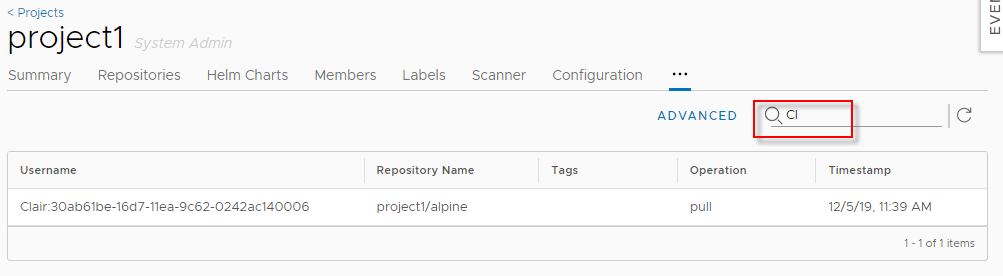 < Projects
project1 System Admin
Summary Repositories Helm Charts Members Labels Scanner Configuration ...
ADVANCED Cl
Username Repository Name Tags Operation Timestamp
Clair:30ab61be-16d7-11ea-9c62-0242ac140006 project1/alpine pull 12/5/19, 11:39 AM
1 - 1 of 1 items
EVEN